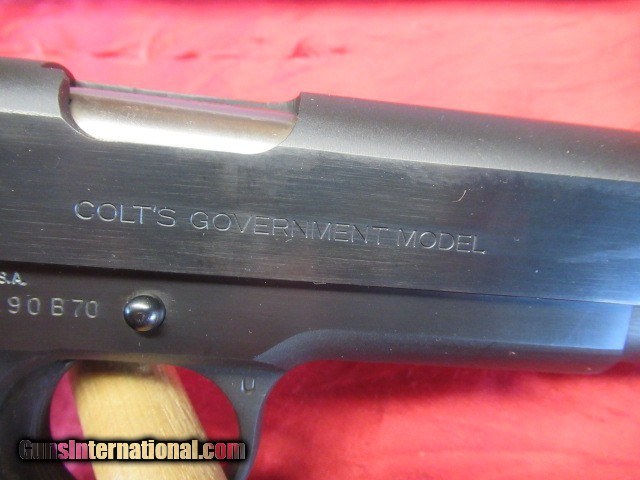 COLT'S GOVERNMENT MODEL
S.A.
90B70
U
GunsInternational.com